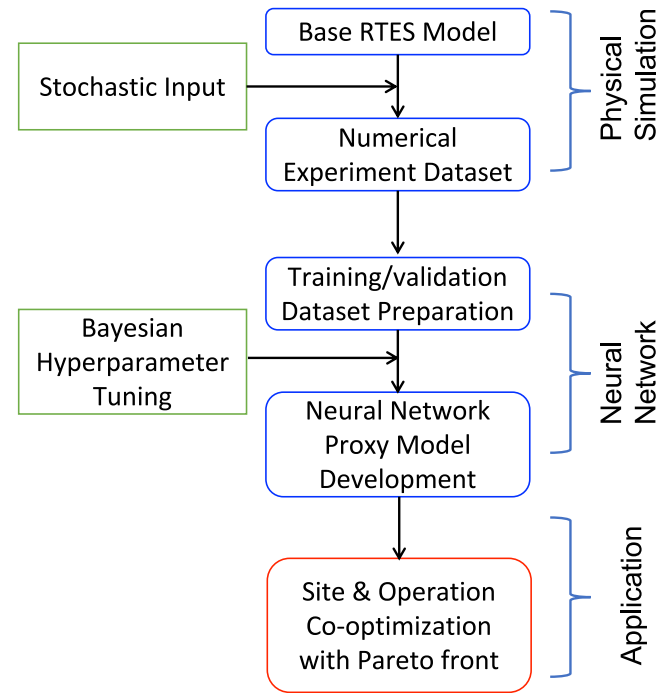 Base RTES Model
Stochastic Input
Numerical
Experiment Dataset
Physical
Simulation
Training/validation
Dataset Preparation
Bayesian
Hyperparameter
Tuning
Neural Network
Proxy Model
Development
Neural
Network
Site & Operation
Co-optimization
with Pareto front
Application